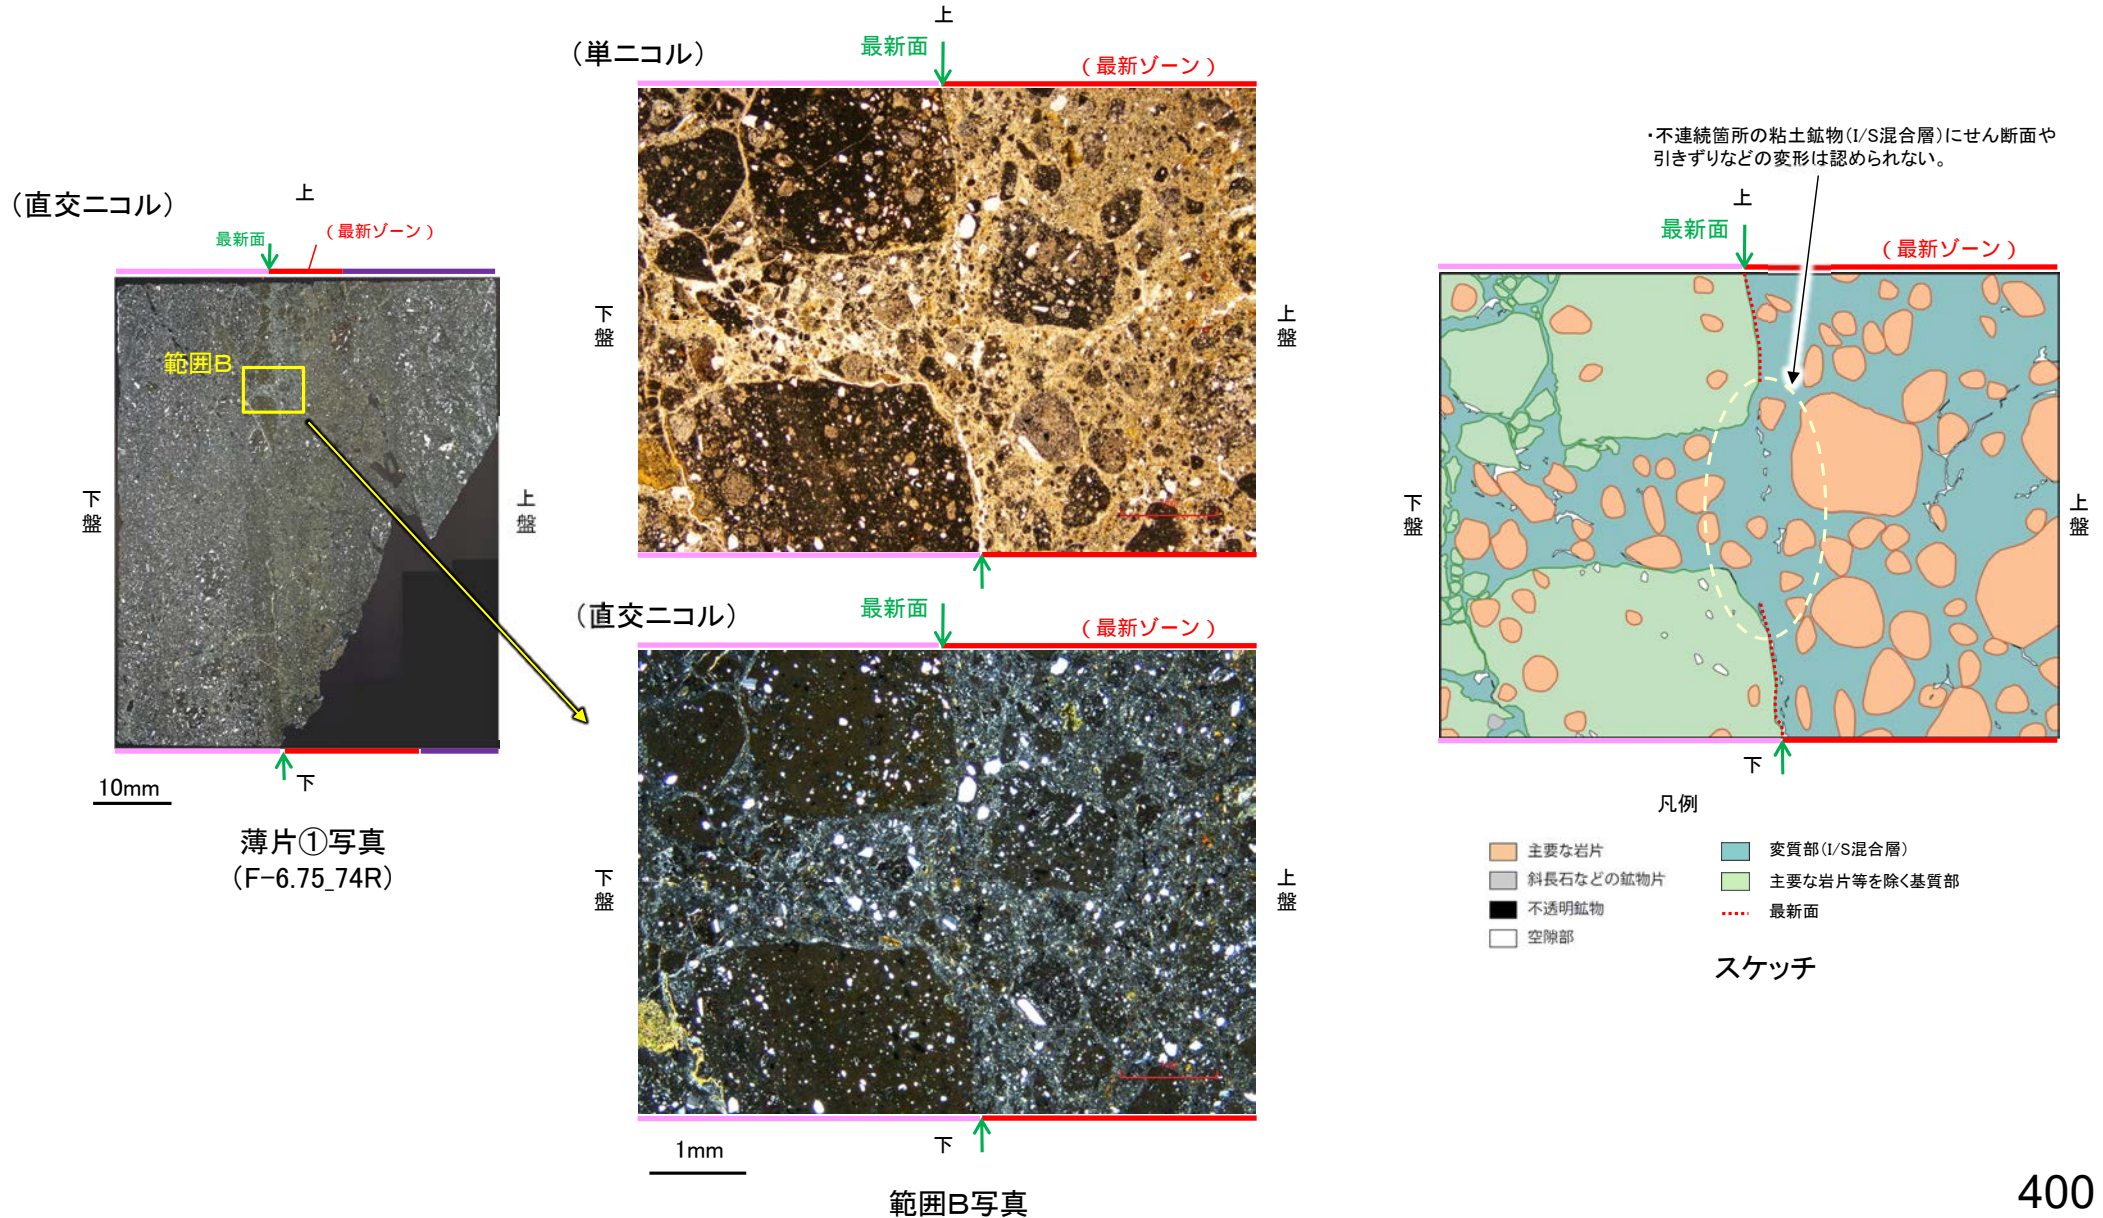 (直交ニコル)
上
最新面
(最新ゾーン)
範囲B
下盤
上盤
下
10mm
薄片①写真
(F-6.75_74R)
(単ニコル)
上
最新面
(最新ゾーン)
下盤
上盤
(直交ニコル)
最新面
(最新ゾーン)
下盤
上盤
下
1mm
範囲B写真
・不連続箇所の粘土鉱物(I/S混合層)にせん断面や
引きずりなどの変形は認められない。
上
最新面
(最新ゾーン)
下盤
上盤
下
凡例
主要な岩片
斜長石などの鉱物片
不透明鉱物
空隙部
変質部(I/S混合層)
主要な岩片等を除く基質部
最新面
スケッチ
400